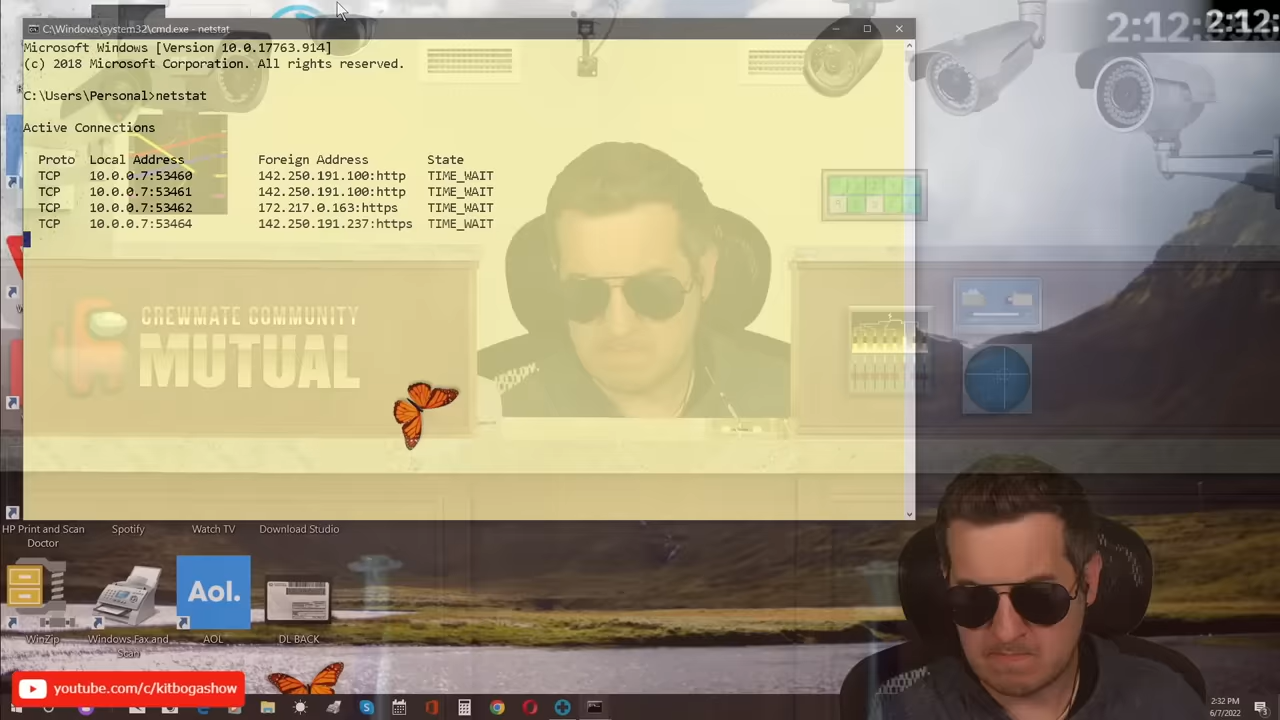 C:\Windows\system32\cmd.exe - netstat
2:12:
2:12:
Microsoft Windows [Version 10.0.17763.914]
(c) 2018 Microsoft Corporation. All rights reserved.
C:\Users\Personal>netstat
Active Connections
Proto Local Address Foreign Address State
TCP 10.0.0.7:53460 142.250.191.100:http TIME_WAIT
TCP 10.0.0.7:53461 142.250.191.100:http TIME_WAIT
TCP 10.0.0.7:53462 172.217.0.163:https TIME_WAIT
TCP 10.0.0.7:53464 142.250.191.237:https TIME_WAIT
CREWMATE COMMUNITY
MUTUAL
HP Print and Scan
Doctor
Spotify
Watch TV
Download Studio
Aol.
WinZip
Windows Fax and
Scan
AOL
DL BACK
youtube.com/c/kitbogashow
2:32 PM
6/7/2022